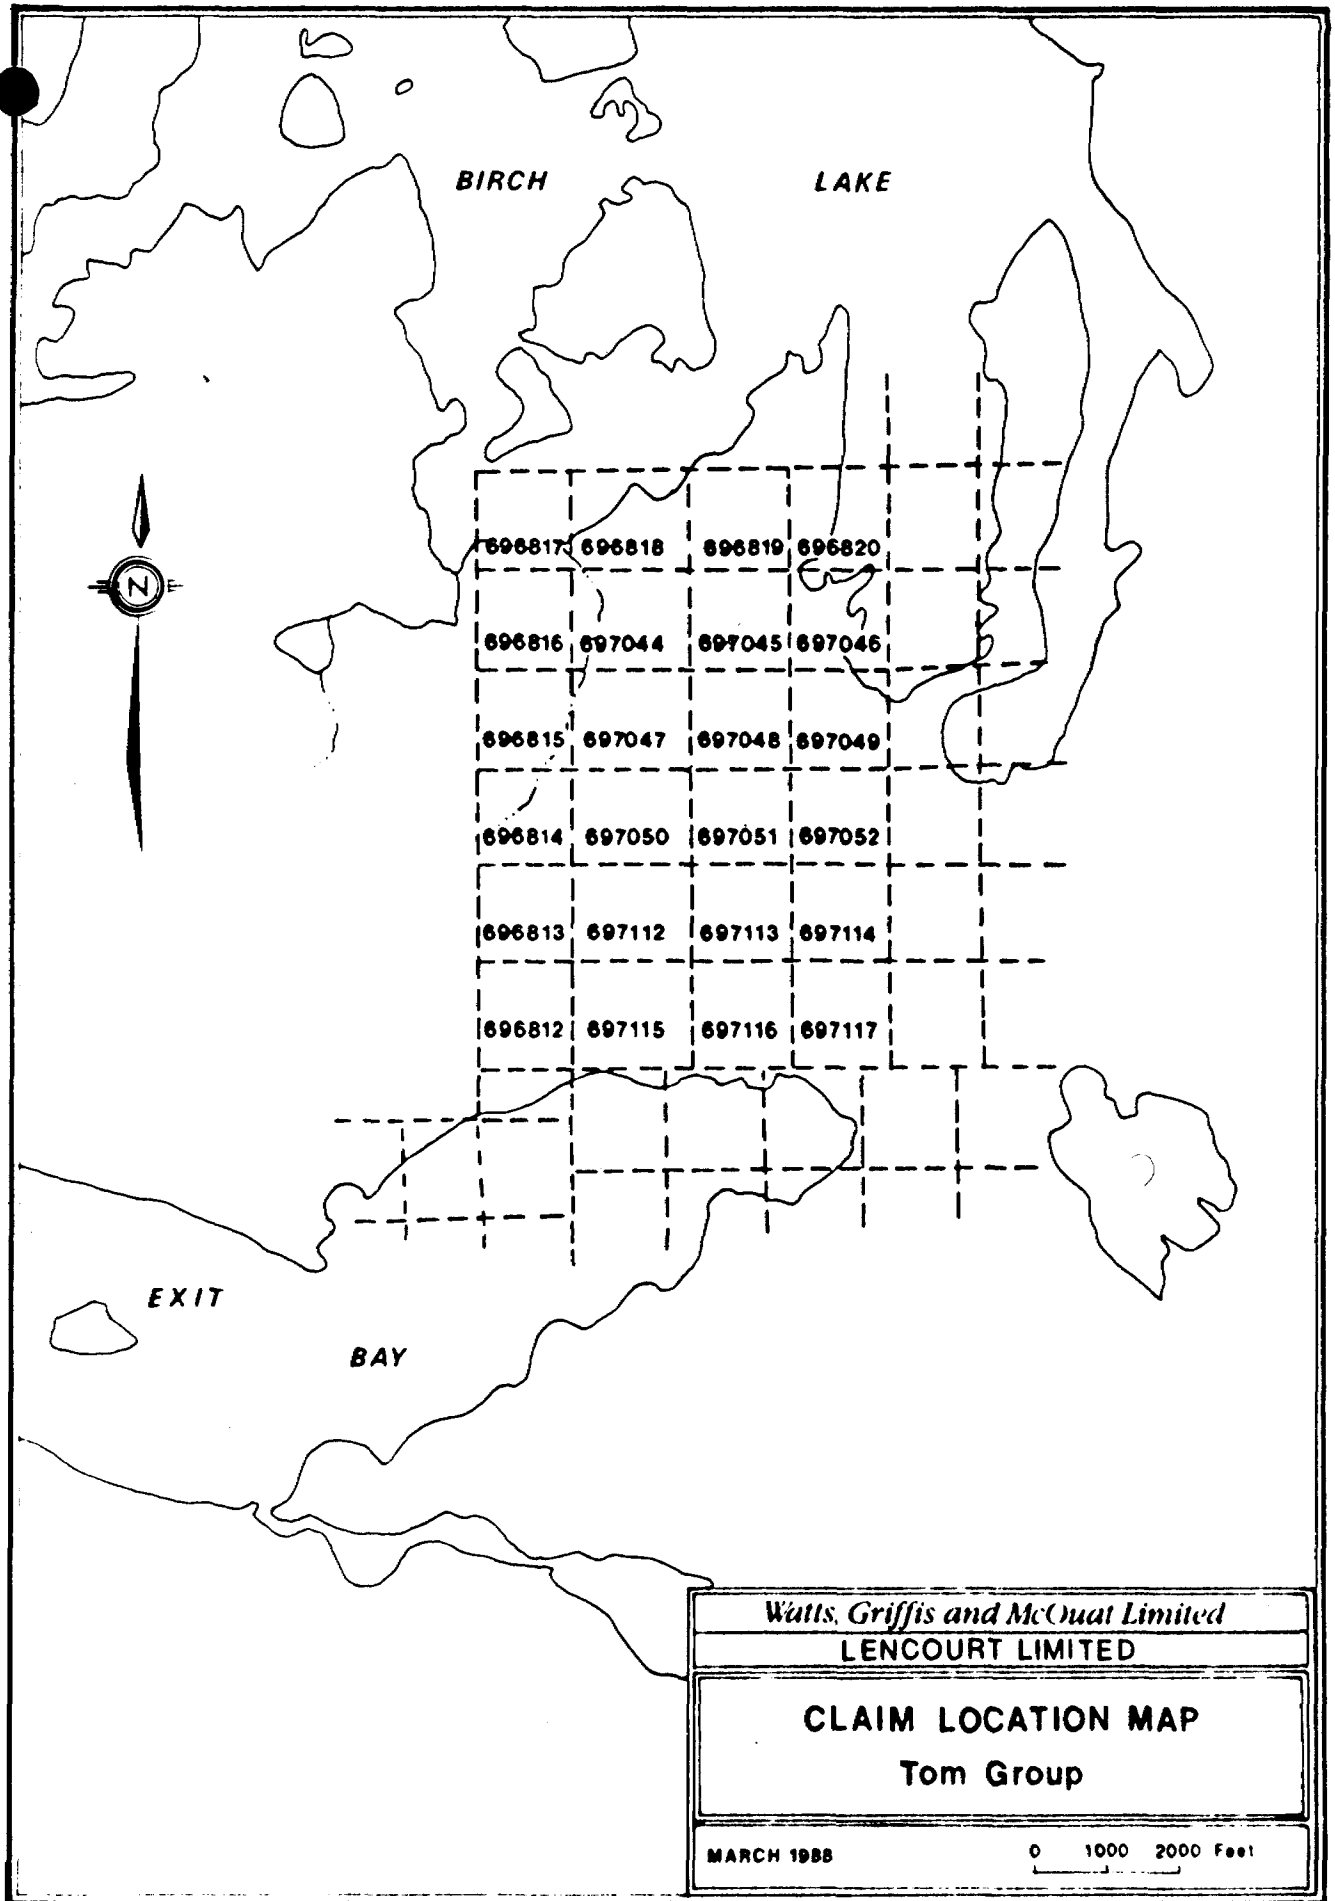 BIRCH LAKE
696817 696818 696819 696820
N
696816 697044 697045 697046
696815 697047 697048 697049
696814 697050 697051 697052
696813 697112 697113 697114
696812 697115 697116 697117
EXIT
BAY
Watts, Griffis and McOuat Limited
LENCOURT LIMITED
CLAIM LOCATION MAP
Tom Group
MARCH 1988
0 1000 2000 Feet